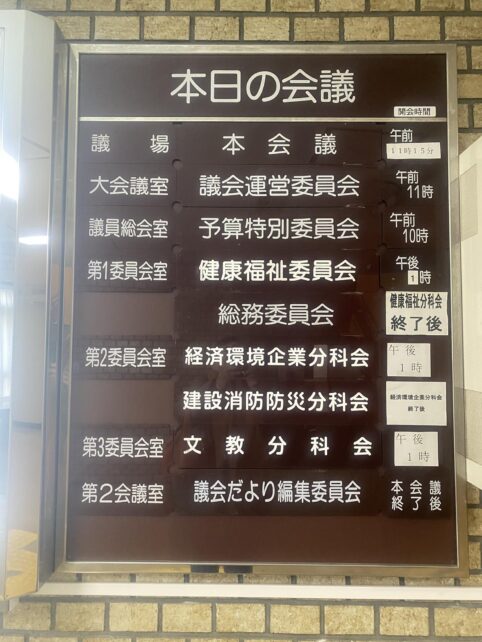 本日の会議
開会時間
議場 本会議 午前
11時15分
大会議室 議会運営委員会 午前
11時
議員総会室 予算特別委員会 午前
10時
第1委員会室 健康福祉委員会 午後
1時
総務委員会 健康福祉分科会
終了後
第2委員会室 経済環境企業分科会 午後
1時
建設消防防災分科会 経済環境企業分科会
終了後
第3委員会室 文教分科会 午後
1時
第2会議室 議会だより編集委員会 本会議
終了後